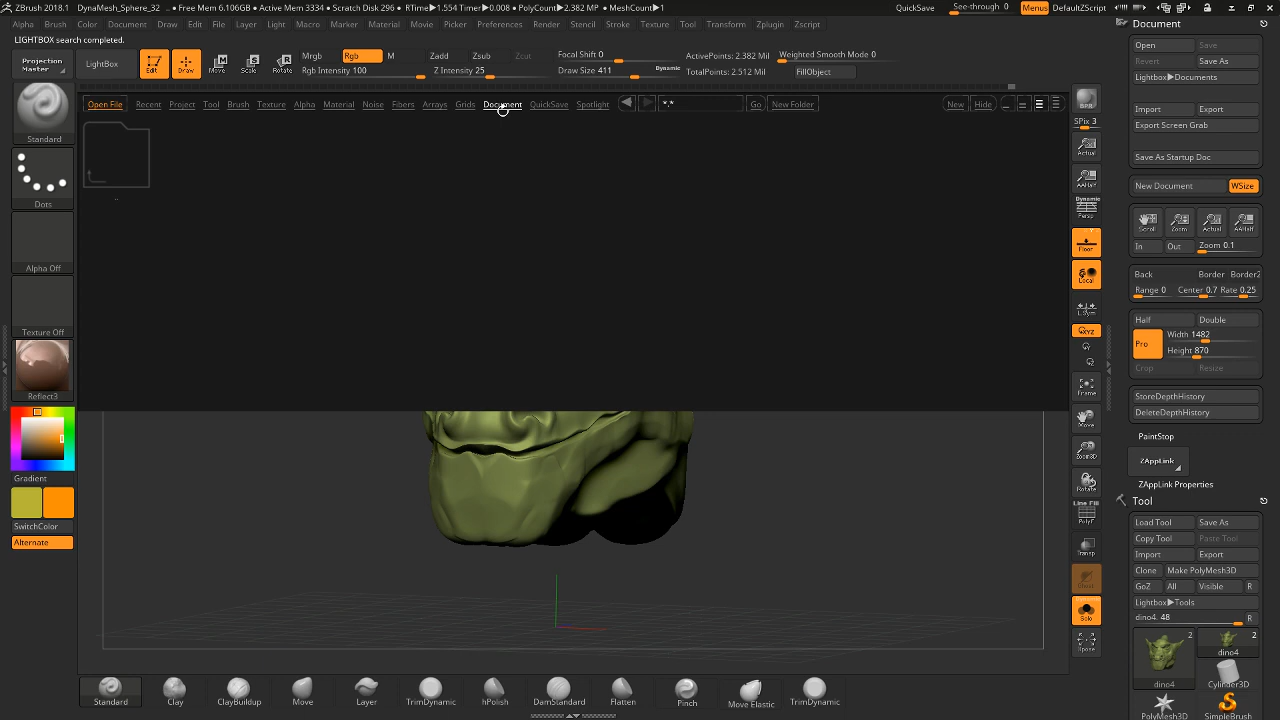 ZBrush 2018.1 DynaMesh_Sphere_32 .. • Free Mem 6.106GB • Active Mem 3334 • Scratch Disk 296 • RTime►1.554 Timer►0.008 • PolyCount►2.382 MP • MeshCount►1 QuickSave See-through 0 Menus DefaultZScript
Alpha Brush Color Document Draw Edit File Layer Light Macro Marker Material Movie Picker Preferences Render Stencil Stroke Texture Tool Transform Zplugin Zscript
LIGHTBOX search completed.
Projection Master LightBox Edit Draw Move Scale Rotate
Mrgb Rgb M Zadd Zsub Zcut Focal Shift 0 ActivePoints: 2.382 Mil Weighted Smooth Mode 0
Rgb Intensity 100 Z Intensity 25 Draw Size 411 Dynamic TotalPoints: 2.512 Mil FillObject
Open File Recent Project Tool Brush Texture Alpha Material Noise Fibers Arrays Grids Document QuickSave Spotlight *.* Go New Folder New Hide
..
Standard
Dots
Alpha Off
Texture Off
Reflect3
Gradient
SwitchColor
Alternate
BPR
SPix 3
Actual
AAHalf
Dynamic
Persp
Floor
Local
L.Sym
XYZ
Frame
Move
Zoom3D
Rotate
Line Fill
PolyF
Transp
Ghost
Dynamic
Solo
Xpose
Document
Open Save
Revert Save As
Lightbox►Documents
Import Export
Export Screen Grab
Save As Startup Doc
New Document WSize
Scroll Zoom Actual AAHalf
In Out Zoom 0.1
Back Border Border2
Range 0 Center 0.7 Rate 0.25
Half Double
Pro Width 1482
Height 870
Crop Resize
StoreDepthHistory
DeleteDepthHistory
PaintStop
ZAppLink
ZAppLink Properties
Tool
Load Tool Save As
Copy Tool Paste Tool
Import Export
Clone Make PolyMesh3D
GoZ All Visible R
Lightbox►Tools
dino4. 48 R
2 2
dino4
dino4 Cylinder3D
PolyMesh3D SimpleBrush
Standard Clay ClayBuildup Move Layer TrimDynamic hPolish DamStandard Flatten Pinch Move Elastic TrimDynamic